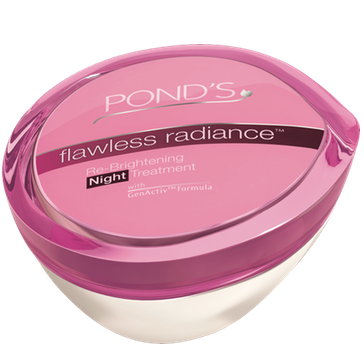 POND'S
flawless radiance™
Re-Brightening
Night Treatment
with
GenActiv™ formula